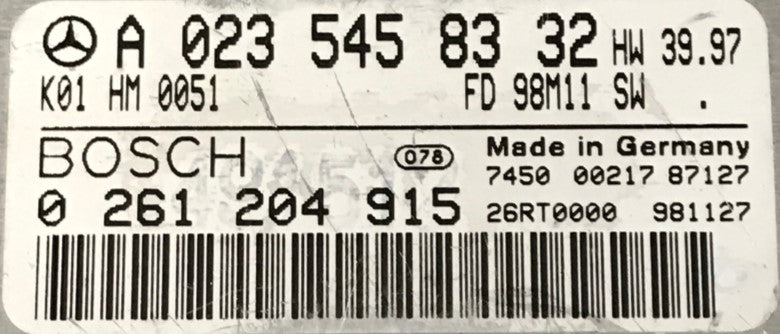 A 023 545 83 32 HW 39.97
K01 HM 0051 FD 98M11 SW .
BOSCH 078 Made in Germany
7450 00217 87127
0 261 204 915 26RT0000 981127